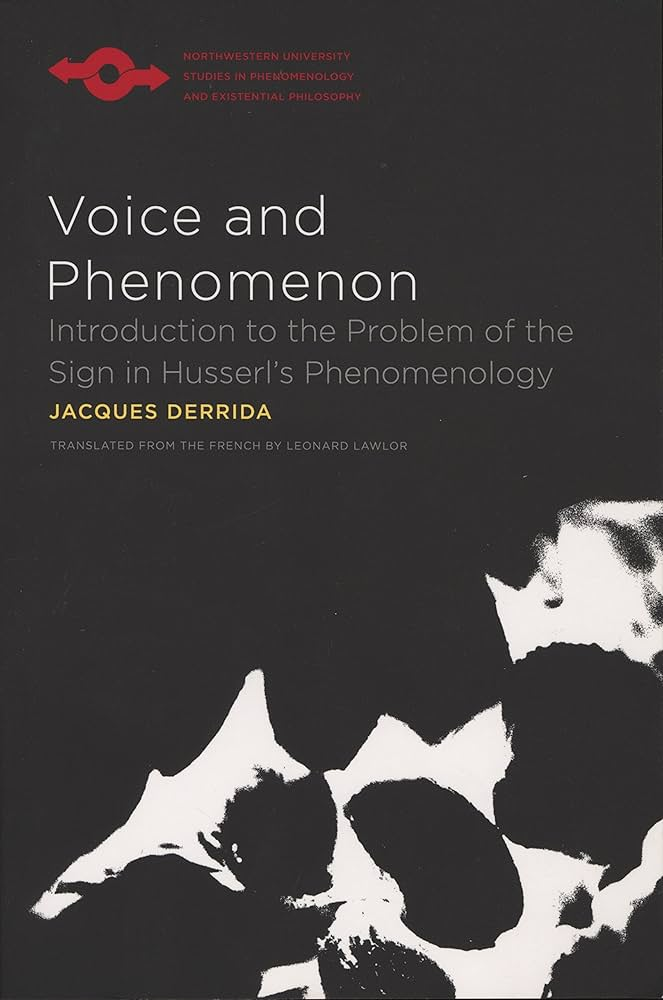 NORTHWESTERN UNIVERSITY
STUDIES IN PHENOMENOLOGY
AND EXISTENTIAL PHILOSOPHY
Voice and
Phenomenon
Introduction to the Problem of the
Sign in Husserl's Phenomenology
JACQUES DERRIDA
TRANSLATED FROM THE FRENCH BY LEONARD LAWLOR